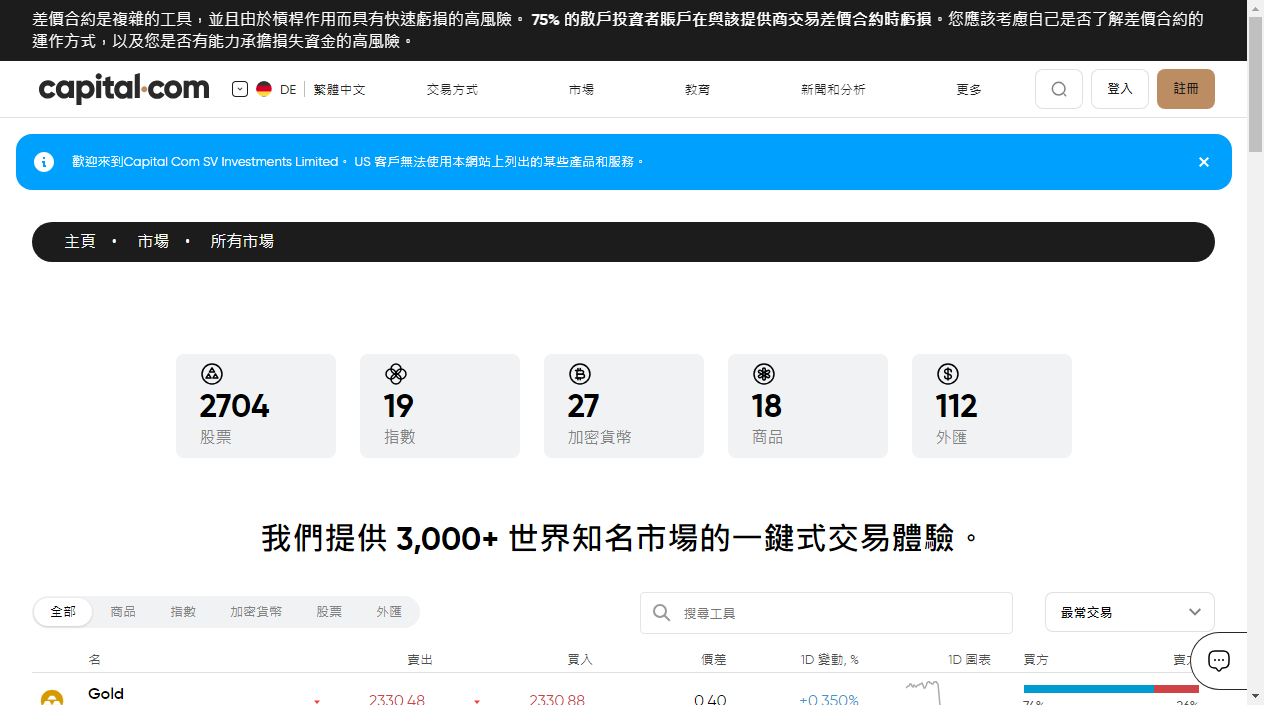 差價合約是複雜的工具，並且由於槓桿作用而具有快速虧損的高風險。 75% 的散戶投資者賬戶在與該提供商交易差價合約時虧損。您應該考慮自己是否了解差價合約的
運作方式，以及您是否有能力承擔損失資金的高風險。
capital.com DE 繁體中文 交易方式 市場 教育 新聞和分析 更多 登入 註冊
歡迎來到Capital Com SV Investments Limited。 US 客戶無法使用本網站上列出的某些產品和服務。
主頁 • 市場 • 所有市場
2704 19 27 18 112
股票 指數 加密貨幣 商品 外匯
我們提供 3,000+ 世界知名市場的一鍵式交易體驗。
全部 商品 指數 加密貨幣 股票 外匯 搜尋工具 最常交易
名 賣出 買入 價差 1D 變動, % 1D 圖表 買方
Gold 2330.48 2330.88 0.40 +0.350%